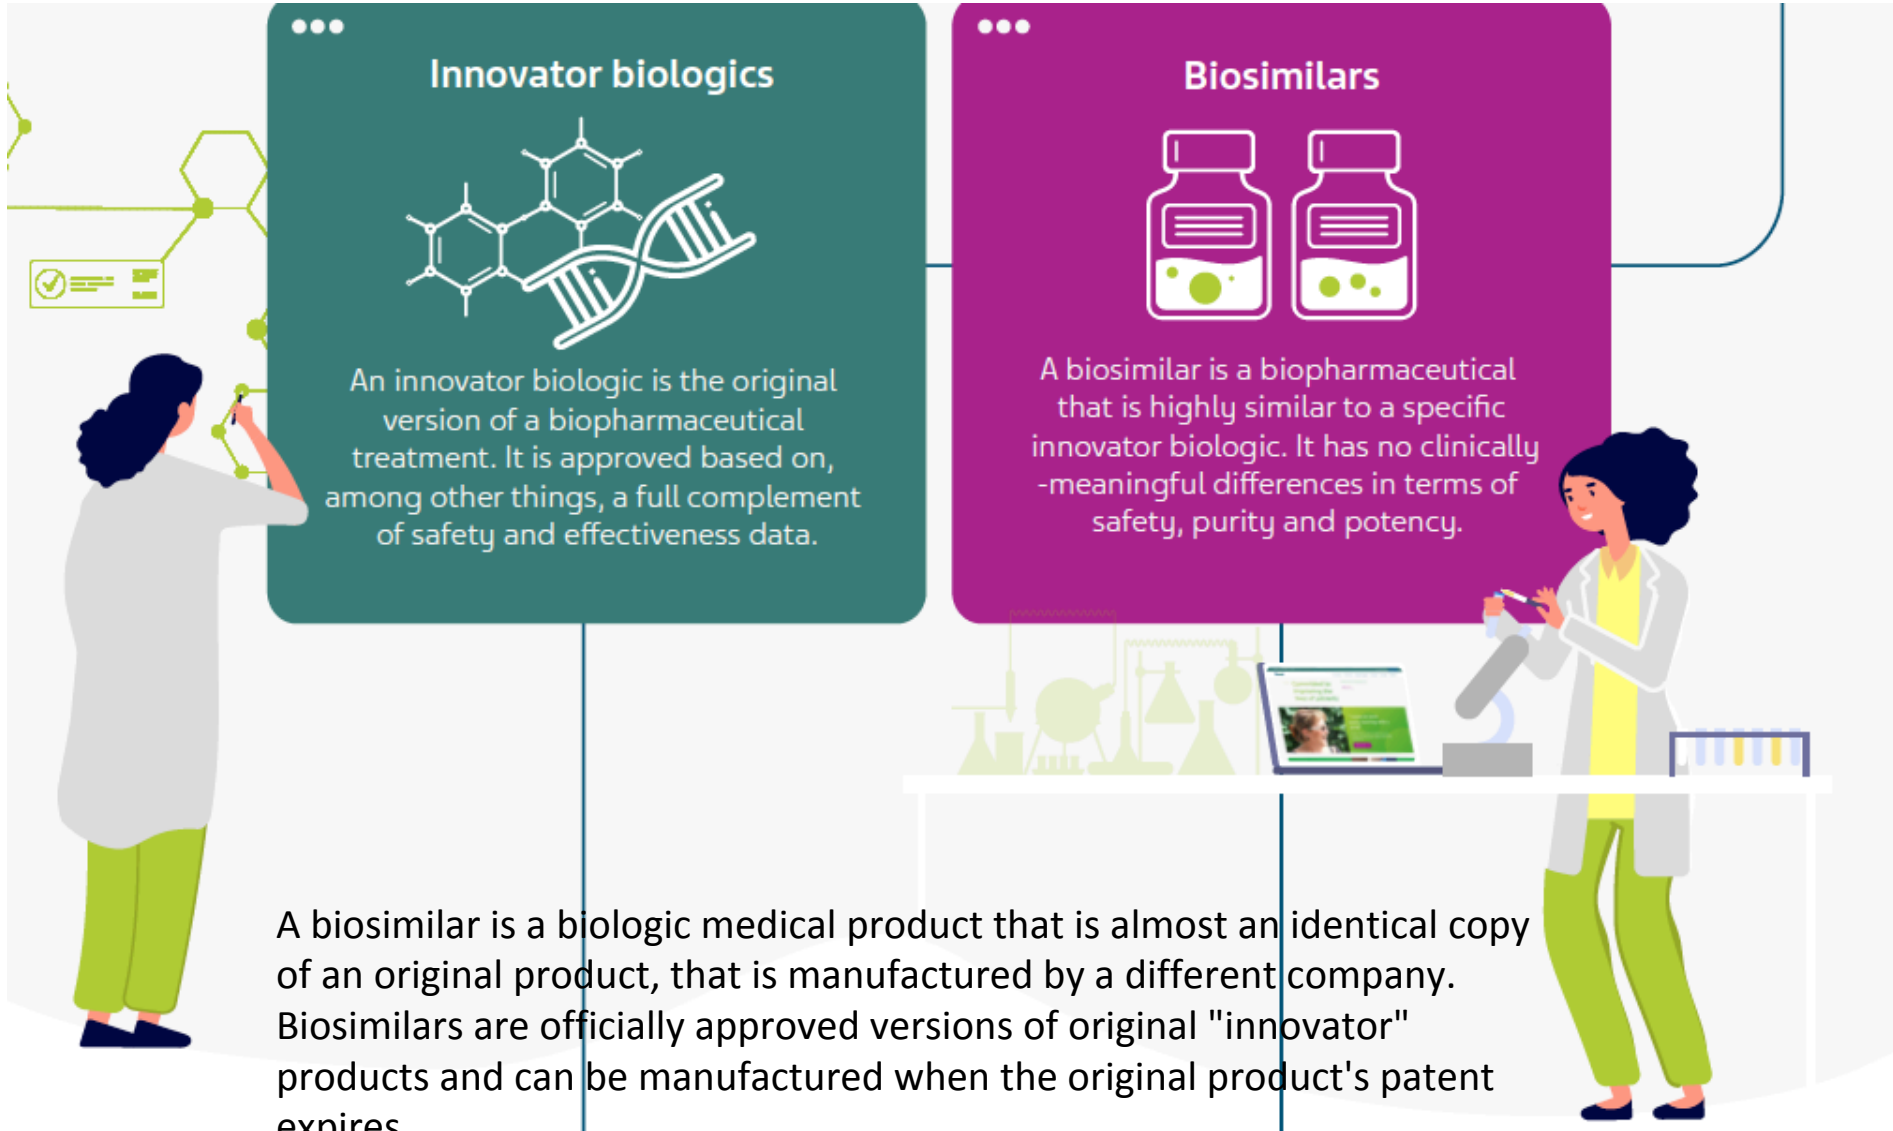 Innovator biologics
An innovator biologic is the original
version of a biopharmaceutical
treatment. It is approved based on,
among other things, a full complement
of safety and effectiveness data.
Biosimilars
A biosimilar is a biopharmaceutical
that is highly similar to a specific
innovator biologic. It has no clinically
-meaningful differences in terms of
safety, purity and potency.
A biosimilar is a biologic medical product that is almost an identical copy
of an original product, that is manufactured by a different company.
Biosimilars are officially approved versions of original "innovator"
products and can be manufactured when the original product's patent
expires